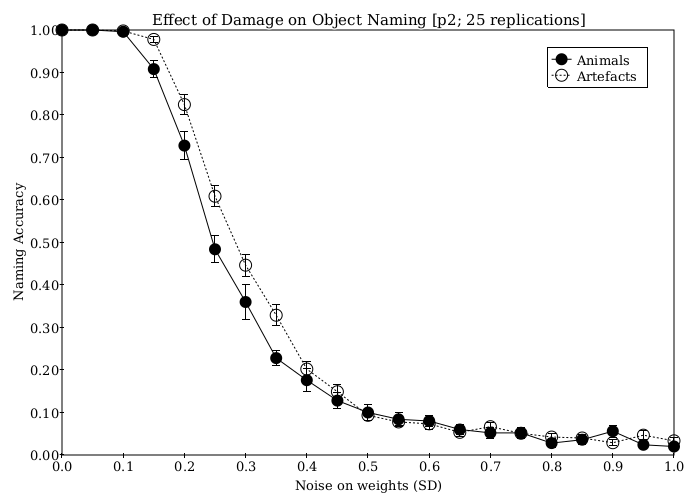 Effect of Damage on Object Naming [p2; 25 replications]
1.00
0.90
0.80
0.70
0.60
0.50
0.40
0.30
0.20
0.10
0.00
Naming Accuracy
Animals
Artefacts
0.0 0.1 0.2 0.3 0.4 0.5 0.6 0.7 0.8 0.9 1.0
Noise on weights (SD)